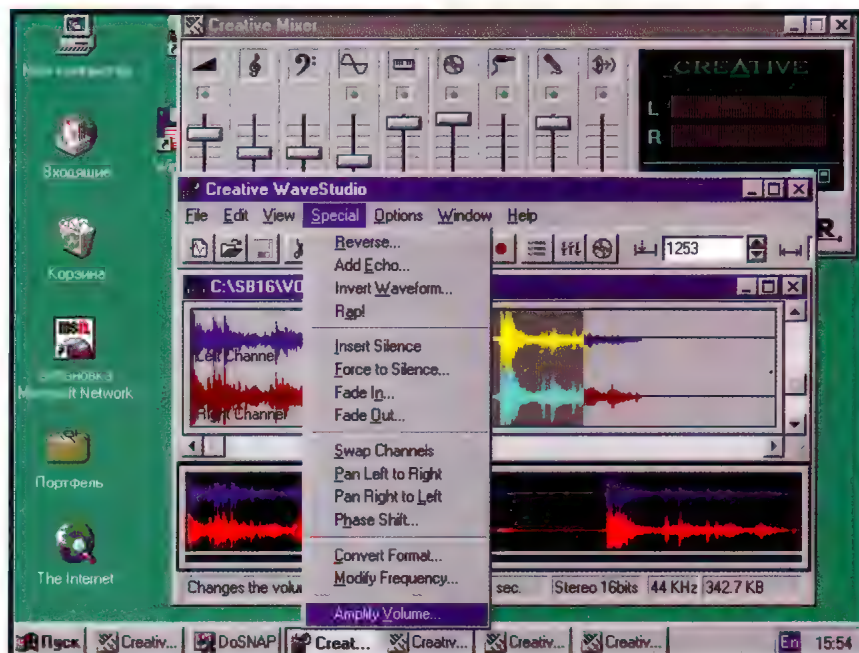 Creative Mixer
CREATIVE
L
R
Мой компьютер
Входящие
Корзина
Установка
Microsoft Network
Портфель
The Internet
Creative WaveStudio
File Edit View Special Options Window Help
1253
C:\SB16\VO
Left Channel
Right Channel
Reverse...
Add Echo...
Invert Waveform...
Rap!
Insert Silence
Force to Silence...
Fade In...
Fade Out...
Swap Channels
Pan Left to Right
Pan Right to Left
Phase Shift...
Convert Format...
Modify Frequency...
Amplify Volume...
R.
Changes the volu sec. Stereo 16bits 44 KHz 342.7 KB
Пуск Creativ... DoSNAP Creat... Creativ... Creativ... Creativ... En 15:54